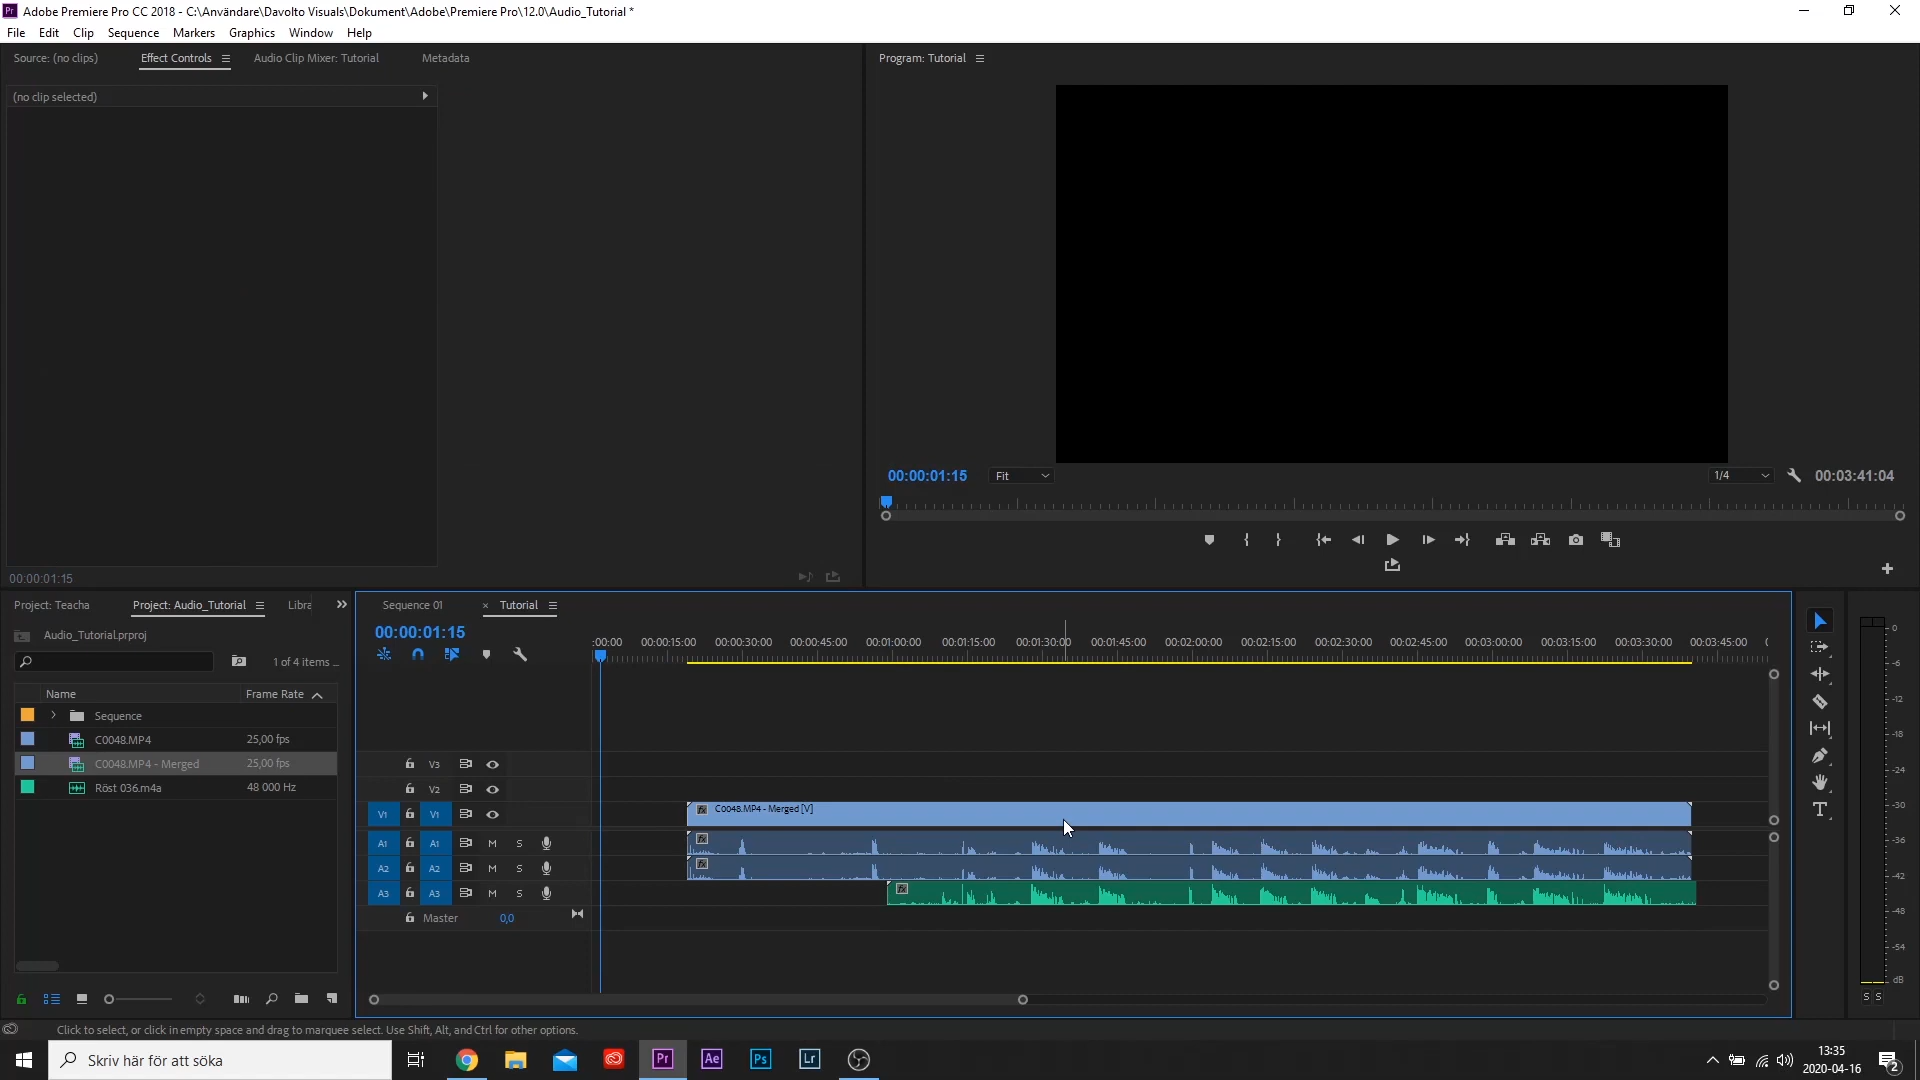 Adobe Premiere Pro CC 2018 - C:\Användare\Davolto Visuals\Dokument\Adobe\Premiere Pro\12.0\Audio_Tutorial *
File Edit Clip Sequence Markers Graphics Window Help
Source: (no clips) Effect Controls Audio Clip Mixer: Tutorial Metadata
Program: Tutorial
(no clip selected)
00:00:01:15 Fit 1/4 00:03:41:04
00:00:01:15
Project: Teacha Project: Audio_Tutorial Libra
Sequence 01 × Tutorial
Audio_Tutorial.prproj
00:00:01:15
1 of 4 items ...
:00:00 00:00:15:00 00:00:30:00 00:00:45:00 00:01:00:00 00:01:15:00 00:01:30:00 00:01:45:00 00:02:00:00 00:02:15:00 00:02:30:00 00:02:45:00 00:03:00:00 00:03:15:00 00:03:30:00 00:03:45:00
Name Frame Rate
Sequence
C0048.MP4 25,00 fps
C0048.MP4 - Merged 25,00 fps
Röst 036.m4a 48 000 Hz
V3
V2
V1 V1 fx C0048.MP4 - Merged [V]
A1 A1 M S fx
A2 A2 M S fx
A3 A3 M S fx
Master 0,0
0
-6
-12
-18
-24
-30
-36
-42
-48
-54
dB
S S
Click to select, or click in empty space and drag to marquee select. Use Shift, Alt, and Ctrl for other options.
Skriv här för att söka
Pr Ae Ps Lr
13:35
2020-04-16
2